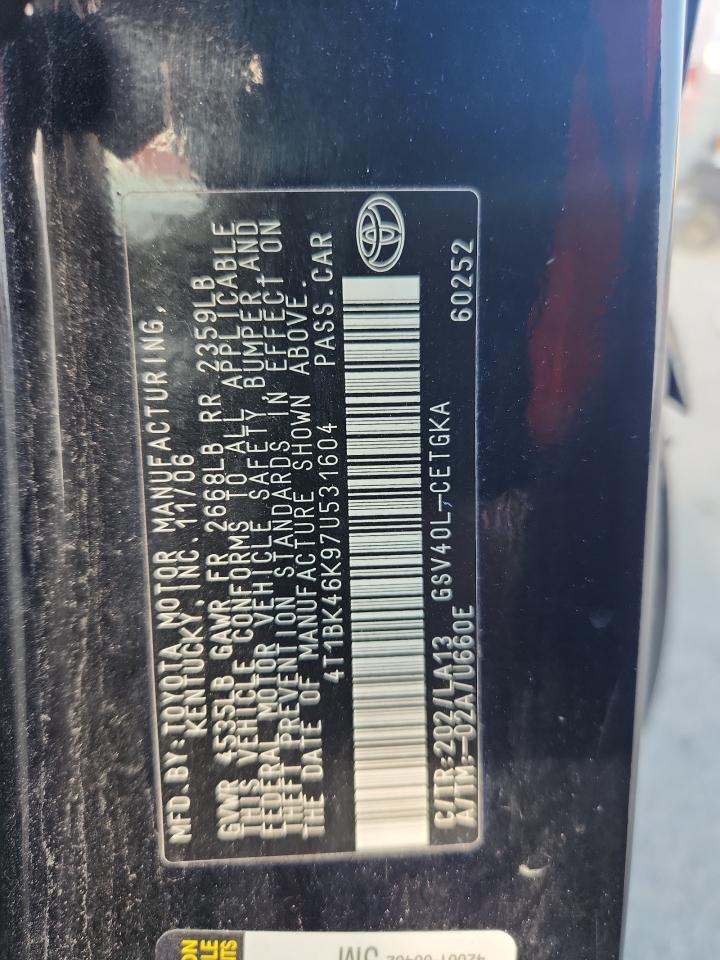 MFD.BY:TOYOTA MOTOR MANUFACTURING,
KENTUCKY, INC. 11/06
GVWR 4535LB GAWR FR 2668LB RR 2359LB
THIS VEHICLE CONFORMS TO ALL APPLICABLE
FEDERAL MOTOR VEHICLE SAFETY, BUMPER AND
THEFT PREVENTION STANDARDS IN EFFECT ON
THE DATE OF MANUFACTURE SHOWN ABOVE.
4T1BK46K97U531604 PASS.CAR
C/TR:202/LA13 GSV40L-CETGKA
A/TM:-02A/U660E 60252